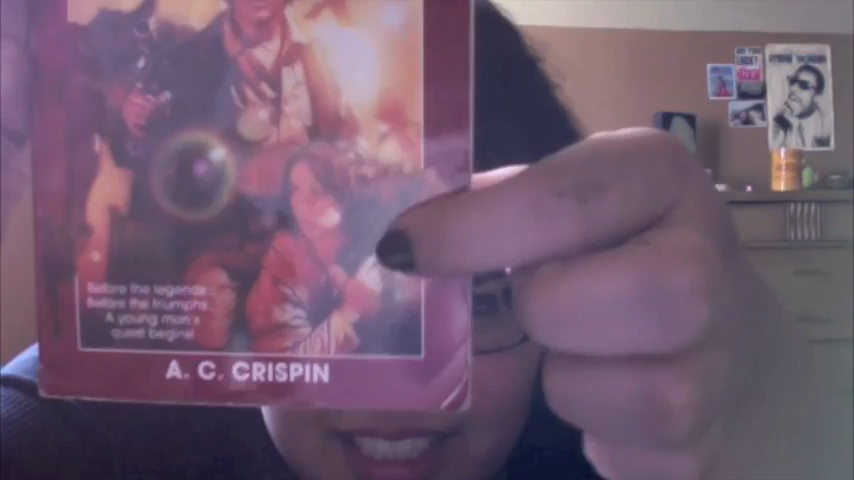 Before the legends...
Before the triumphs...
A young man's
quest begins!
A. C. CRISPIN